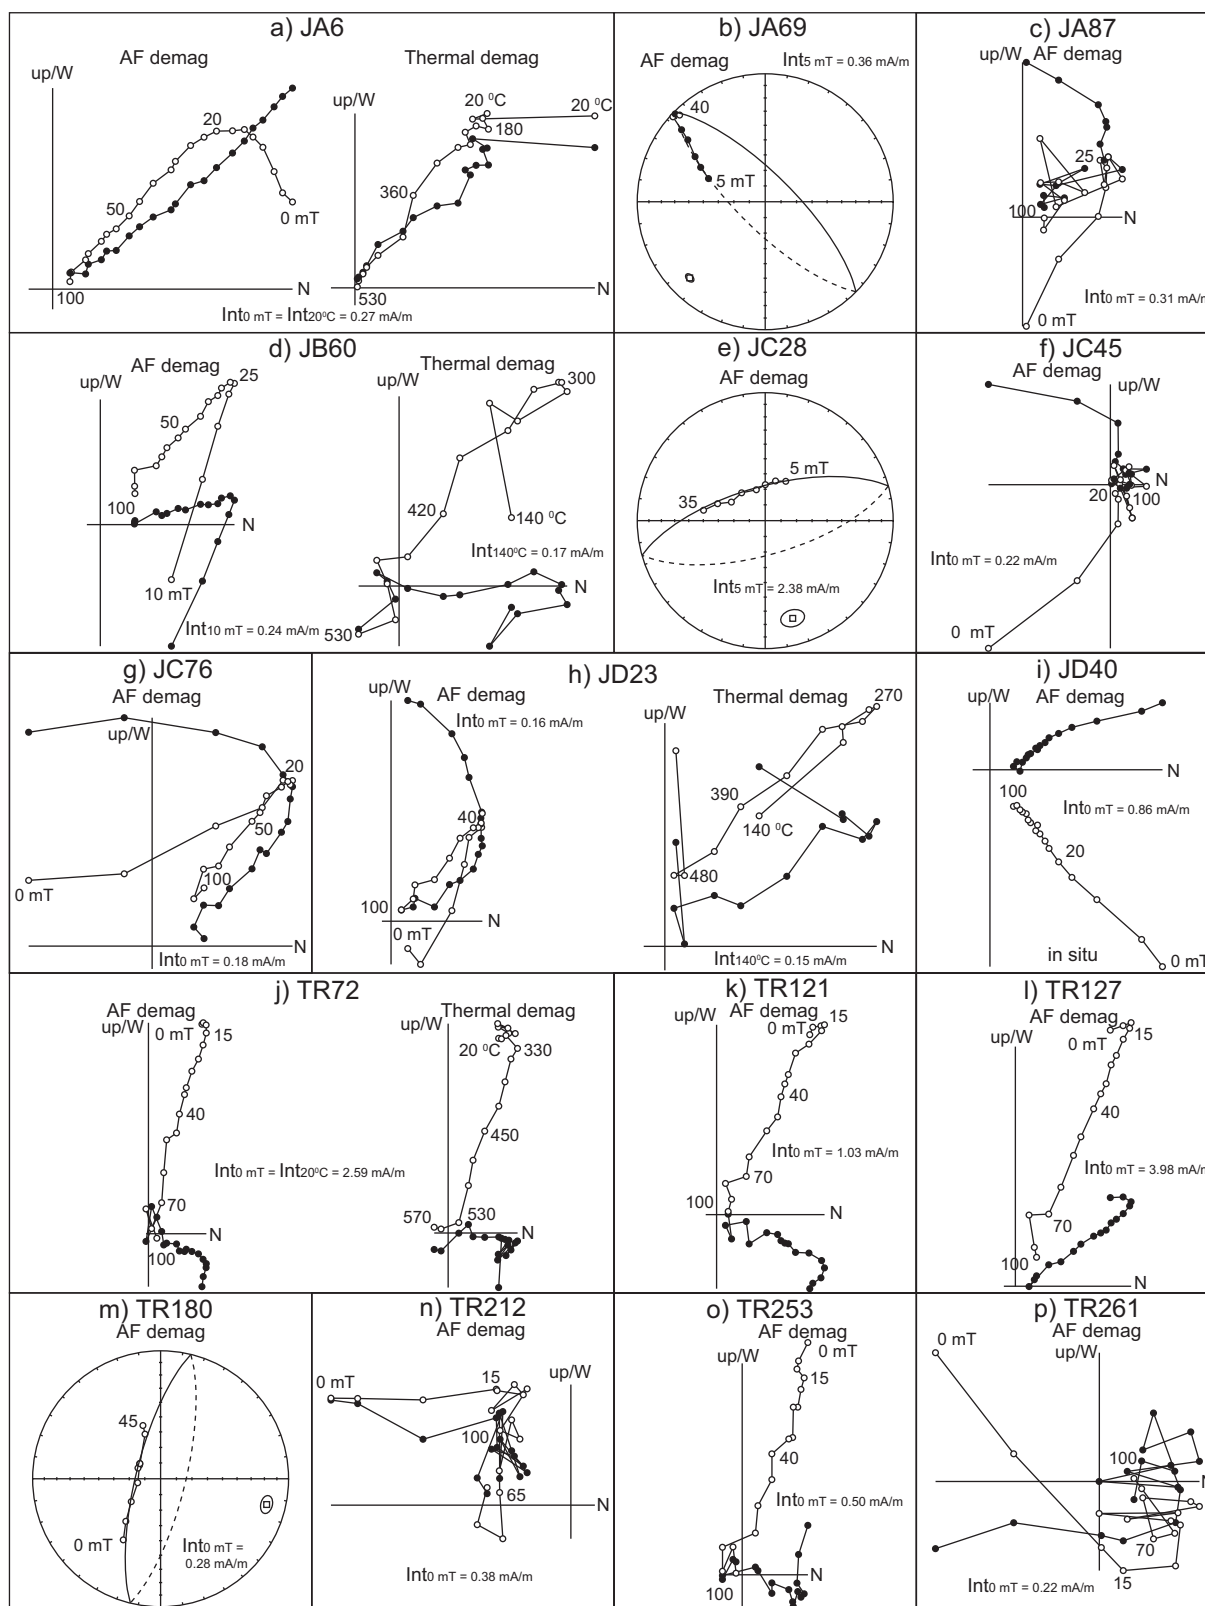 a) JA6
AF demag
Thermal demag
up/W
up/W
20
50
0 mT
100
N
20 ⁰C
20 ⁰C
180
360
530
N
Int0 mT = Int20⁰C = 0.27 mA/m
b) JA69
AF demag
Int5 mT = 0.36 mA/m
40
5 mT
c) JA87
AF demag
up/W
25
100
N
Int0 mT = 0.31 mA/m
0 mT
d) JB60
AF demag
Thermal demag
up/W
up/W
25
50
100
N
10 mT
Int10 mT = 0.24 mA/m
300
420
140 ⁰C
Int140⁰C = 0.17 mA/m
N
530
e) JC28
AF demag
5 mT
35
Int5 mT = 2.38 mA/m
f) JC45
AF demag
up/W
20
100
Int0 mT = 0.22 mA/m
0 mT
g) JC76
AF demag
up/W
20
50
100
0 mT
N
Int0 mT = 0.18 mA/m
h) JD23
AF demag
Thermal demag
up/W
up/W
Int0 mT = 0.16 mA/m
40
100
N
0 mT
270
390
140 ⁰C
480
N
Int140⁰C = 0.15 mA/m
i) JD40
AF demag
up/W
N
100
Int0 mT = 0.86 mA/m
20
in situ
0 mT
j) TR72
AF demag
Thermal demag
up/W
up/W
0 mT
15
40
70
N
100
20 ⁰C
330
450
Int0 mT = Int20⁰C = 2.59 mA/m
570
530
N
k) TR121
AF demag
up/W
0 mT
15
40
Int0 mT = 1.03 mA/m
70
100
N
l) TR127
AF demag
up/W
0 mT
15
40
Int0 mT = 3.98 mA/m
70
100
N
m) TR180
AF demag
45
0 mT
Int0 mT =
0.28 mA/m
n) TR212
AF demag
up/W
0 mT
15
100
65
N
Int0 mT = 0.38 mA/m
o) TR253
AF demag
up/W
0 mT
15
40
Int0 mT = 0.50 mA/m
N
100
p) TR261
AF demag
0 mT
up/W
100
N
70
15
Int0 mT = 0.22 mA/m